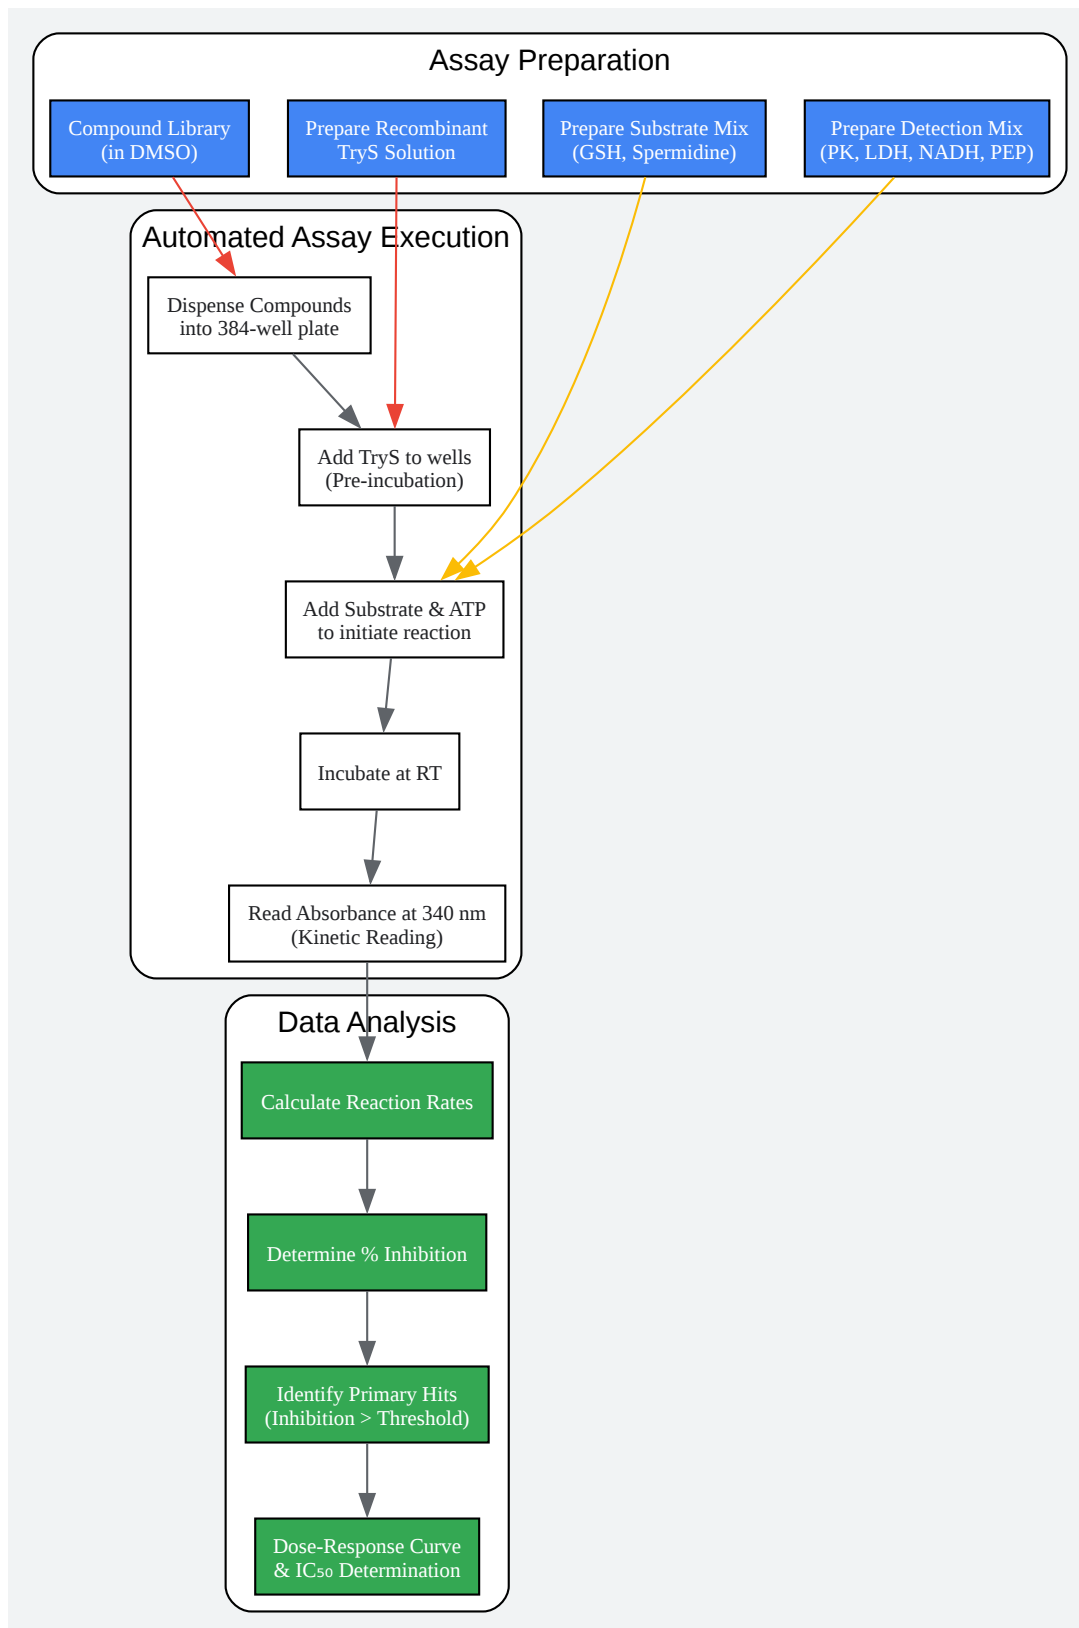 Assay Preparation
Compound Library
(in DMSO)
Prepare Recombinant
TryS Solution
Prepare Substrate Mix
(GSH, Spermidine)
Prepare Detection Mix
(PK, LDH, NADH, PEP)
Automated Assay Execution
Dispense Compounds
into 384-well plate
Add TryS to wells
(Pre-incubation)
Add Substrate & ATP
to initiate reaction
Incubate at RT
Read Absorbance at 340 nm
(Kinetic Reading)
Data Analysis
Calculate Reaction Rates
Determine % Inhibition
Identify Primary Hits
(Inhibition > Threshold)
Dose-Response Curve
& IC₅₀ Determination